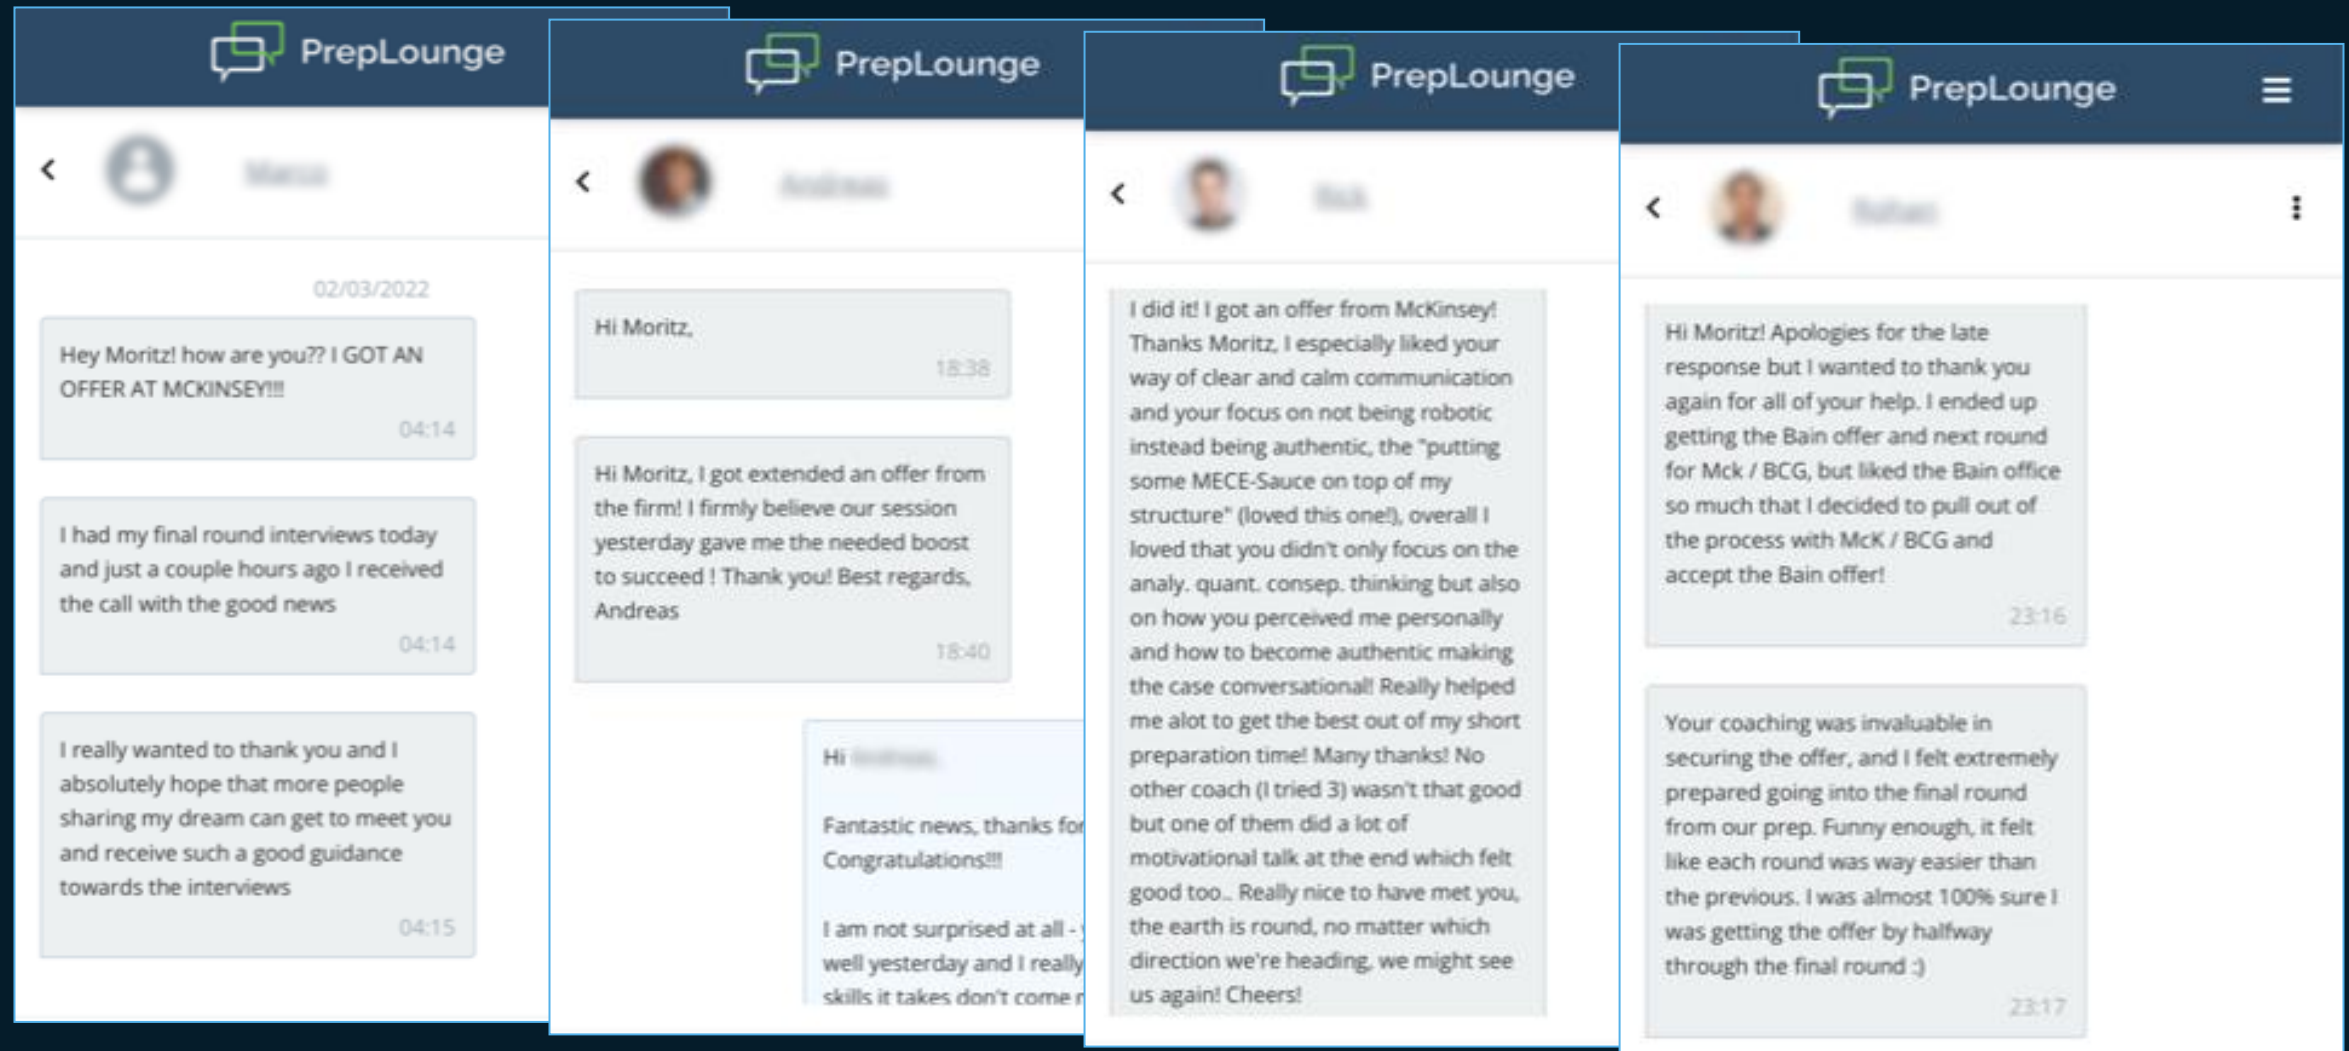 PrepLounge
02/03/2022
Hey Moritz! how are you?? I GOT AN
OFFER AT MCKINSEY!!!
04:14
I had my final round interviews today
and just a couple hours ago I received
the call with the good news
04:14
I really wanted to thank you and I
absolutely hope that more people
sharing my dream can get to meet you
and receive such a good guidance
towards the interviews
04:15
PrepLounge
Hi Moritz,
18:38
Hi Moritz, I got extended an offer from
the firm! I firmly believe our session
yesterday gave me the needed boost
to succeed ! Thank you! Best regards,
Andreas
18:40
Hi
Fantastic news, thanks for
Congratulations!!!
I am not surprised at all -
well yesterday and I really
skills it takes don't come
PrepLounge
I did it! I got an offer from McKinsey!
Thanks Moritz, I especially liked your
way of clear and calm communication
and your focus on not being robotic
instead being authentic, the "putting
some MECE-Sauce on top of my
structure" (loved this one!), overall I
loved that you didn't only focus on the
analy. quant. consep. thinking but also
on how you perceived me personally
and how to become authentic making
the case conversational! Really helped
me alot to get the best out of my short
preparation time! Many thanks! No
other coach (I tried 3) wasn't that good
but one of them did a lot of
motivational talk at the end which felt
good too.. Really nice to have met you,
the earth is round, no matter which
direction we're heading, we might see
us again! Cheers!
PrepLounge
Hi Moritz! Apologies for the late
response but I wanted to thank you
again for all of your help. I ended up
getting the Bain offer and next round
for Mck / BCG, but liked the Bain office
so much that I decided to pull out of
the process with McK / BCG and
accept the Bain offer!
23:16
Your coaching was invaluable in
securing the offer, and I felt extremely
prepared going into the final round
from our prep. Funny enough, it felt
like each round was way easier than
the previous. I was almost 100% sure I
was getting the offer by halfway
through the final round :)
23:17